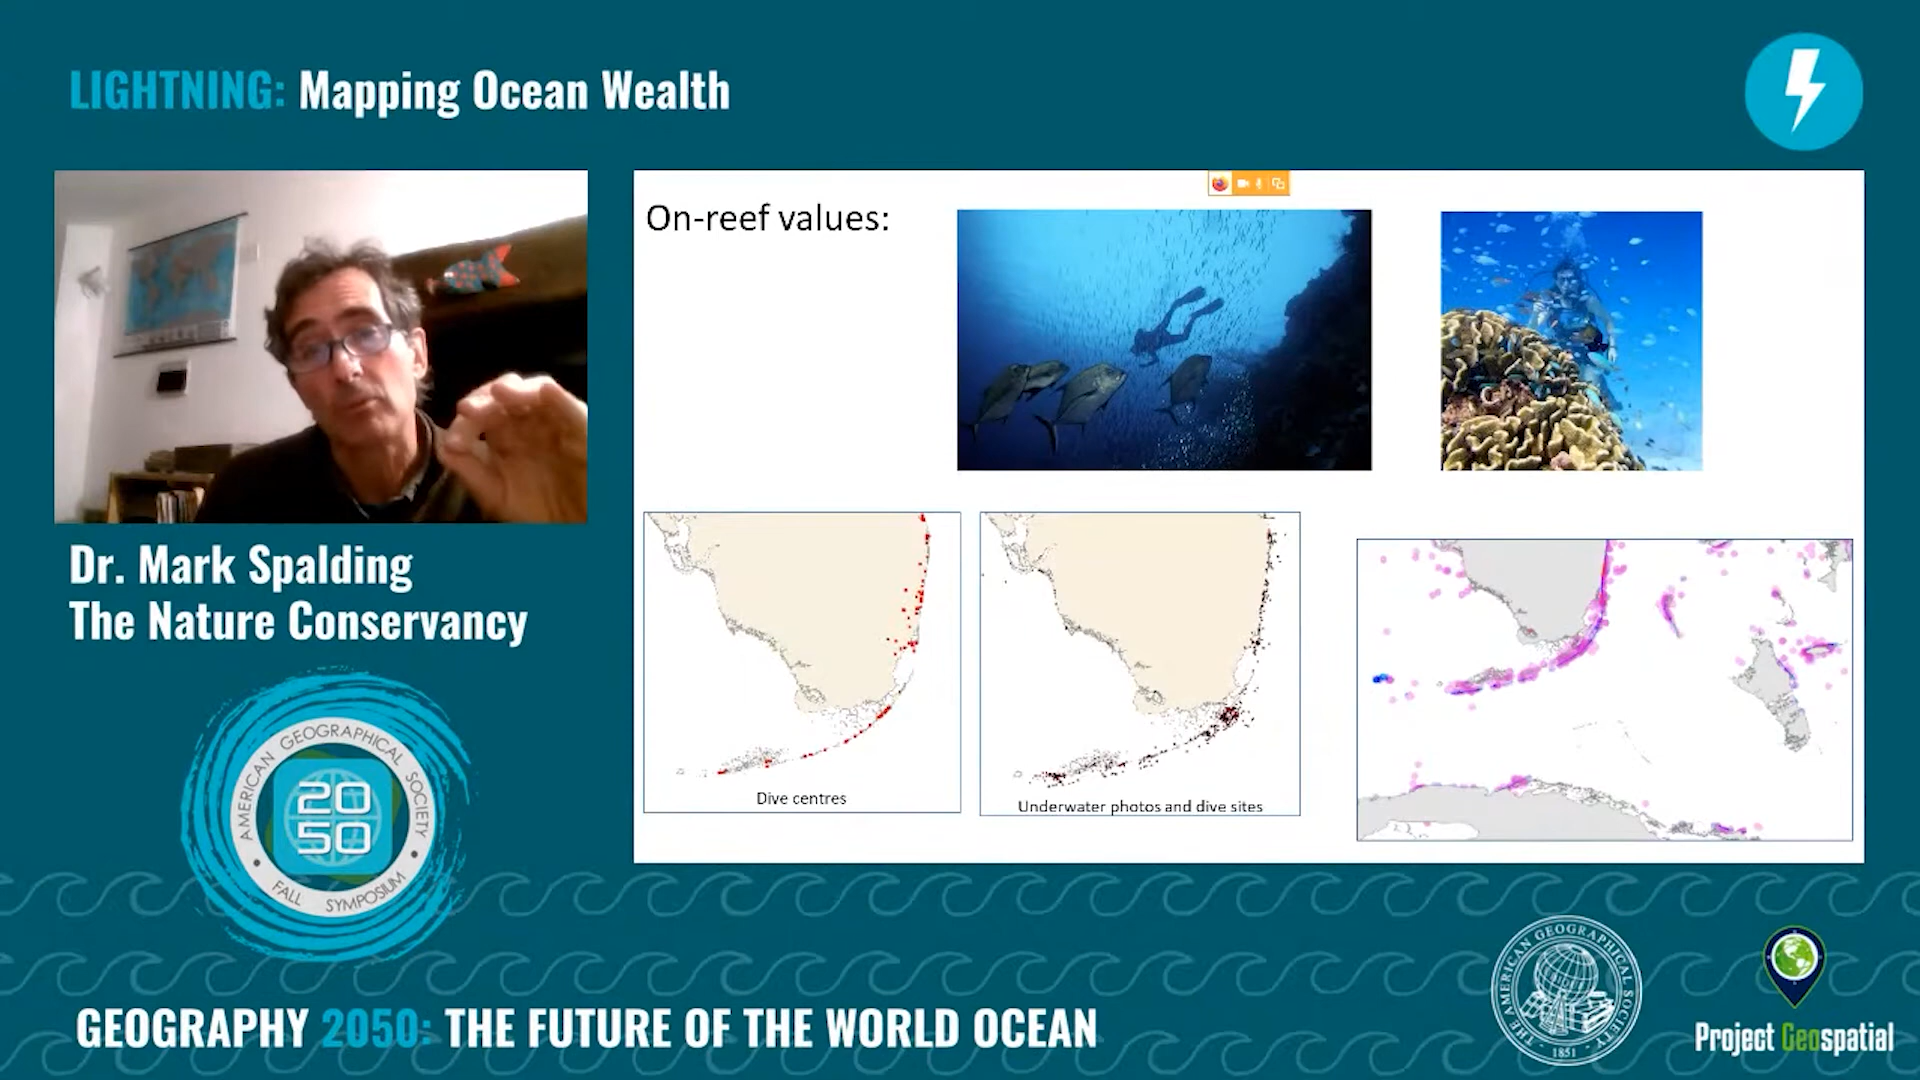 LIGHTNING: Mapping Ocean Wealth
On-reef values:
Dr. Mark Spalding
The Nature Conservancy
Dive centres
Underwater photos and dive sites
AMERICAN GEOGRAPHICAL SOCIETY
20
50
FALL SYMPOSIUM
GEOGRAPHY 2050: THE FUTURE OF THE WORLD OCEAN
THE AMERICAN GEOGRAPHICAL SOCIETY
1851
Project Geospatial